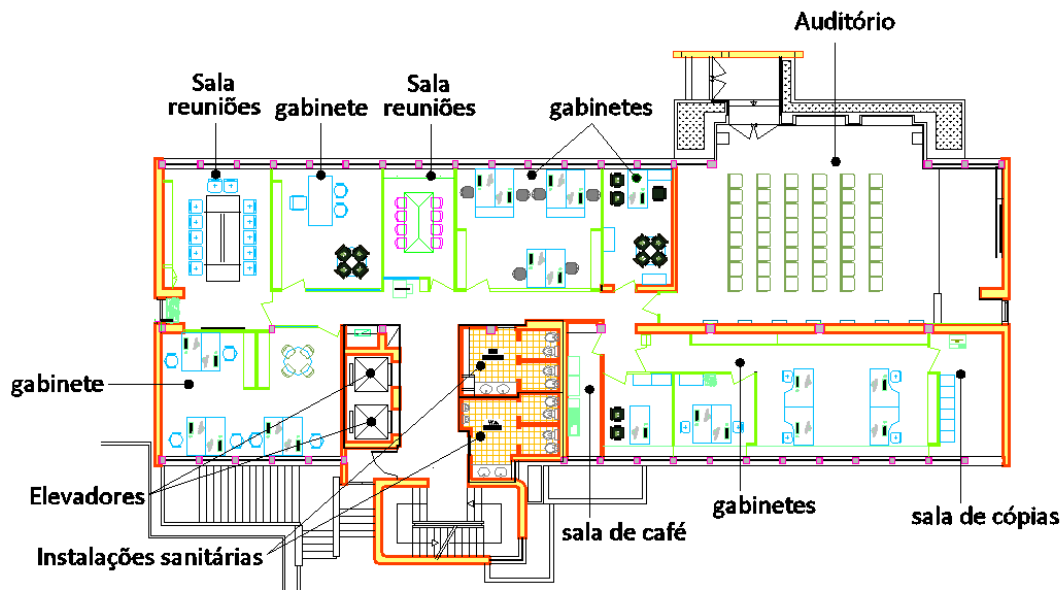 Auditório
Sala
reuniões
gabinete
Sala
reuniões
gabinetes
gabinete
Elevadores
Instalações sanitárias
sala de café
gabinetes
sala de cópias